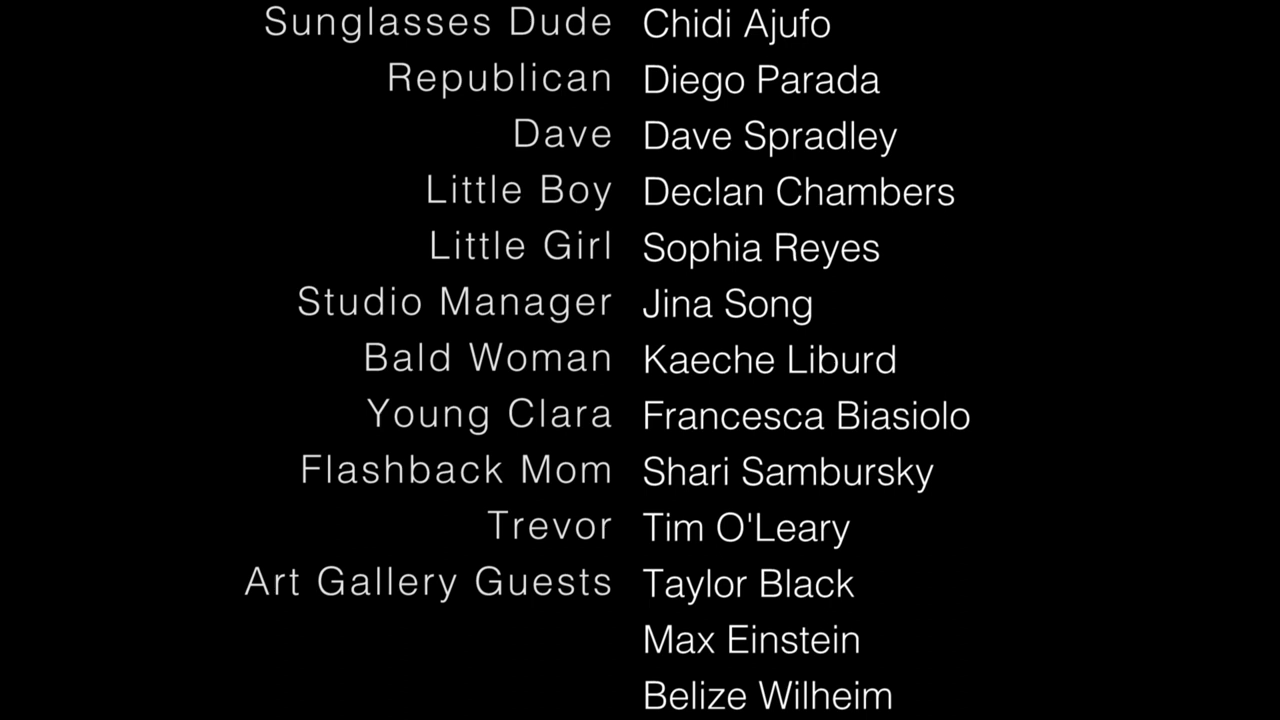 Sunglasses Dude Chidi Ajufo
Republican Diego Parada
Dave Dave Spradley
Little Boy Declan Chambers
Little Girl Sophia Reyes
Studio Manager Jina Song
Bald Woman Kaeche Liburd
Young Clara Francesca Biasiolo
Flashback Mom Shari Sambursky
Trevor Tim O'Leary
Art Gallery Guests Taylor Black
Max Einstein
Belize Wilheim